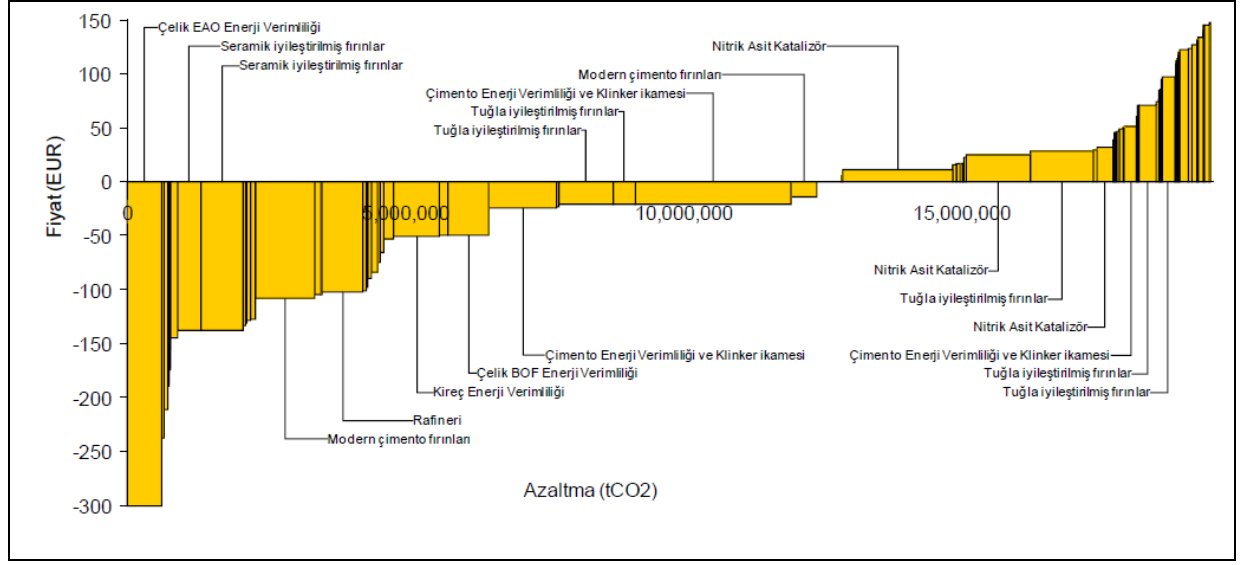 150
Çelik EAO Enerji Verimliliği
Seramik iyileştirilmiş fırınlar
Nitrik Asit Katalizör
Seramik iyileştirilmiş fırınlar
Modern çimento fırınları
100
Çimento Enerji Verimliliği ve Klinker ikamesi
Tuğla iyileştirilmiş fırınlar
Tuğla iyileştirilmiş fırınlar
50
Fiyat (EUR)
0
0
5,000,000
10,000,000
15,000,000
-50
Nitrik Asit Katalizör
-100
Tuğla iyileştirilmiş fırınlar
Nitrik Asit Katalizör
-150
Çimento Enerji Verimliliği ve Klinker ikamesi
Çimento Enerji Verimliliği ve Klinker ikamesi
Çelik BOF Enerji Verimliliği
Tuğla iyileştirilmiş fırınlar
Kireç Enerji Verimliliği
Tuğla iyileştirilmiş fırınlar
-200
Rafineri
Modern çimento fırınları
-250
Azaltma (tCO2)
-300